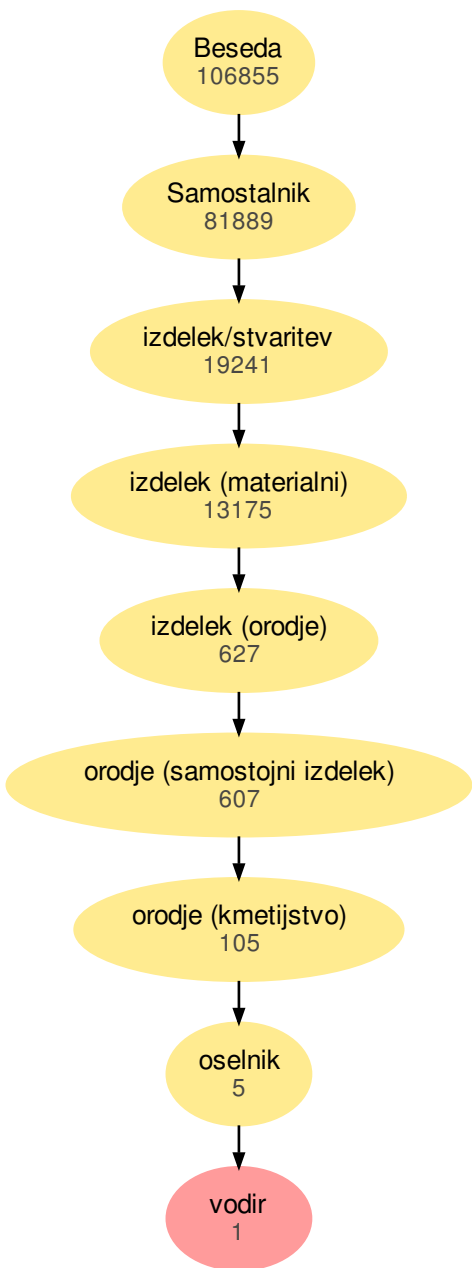 Beseda
106855
Samostalnik
81889
izdelek/stvaritev
19241
izdelek (materialni)
13175
izdelek (orodje)
627
orodje (samostojni izdelek)
607
orodje (kmetijstvo)
105
oselnik
5
vodir
1